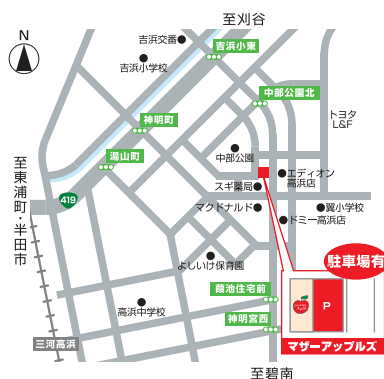 至刈谷
N
吉浜交番
吉浜小東
吉浜小学校
中部公園北
トヨタ
L&F
神明町
湯山町
中部公園
エディオン
高浜店
至東浦町・半田市
419
スギ薬局
マクドナルド
翼小学校
ドミー高浜店
よしいけ保育園
駐車場有
葭池住宅前
P
高浜中学校
神明宮西
三河高浜
マザーアップルズ
至碧南